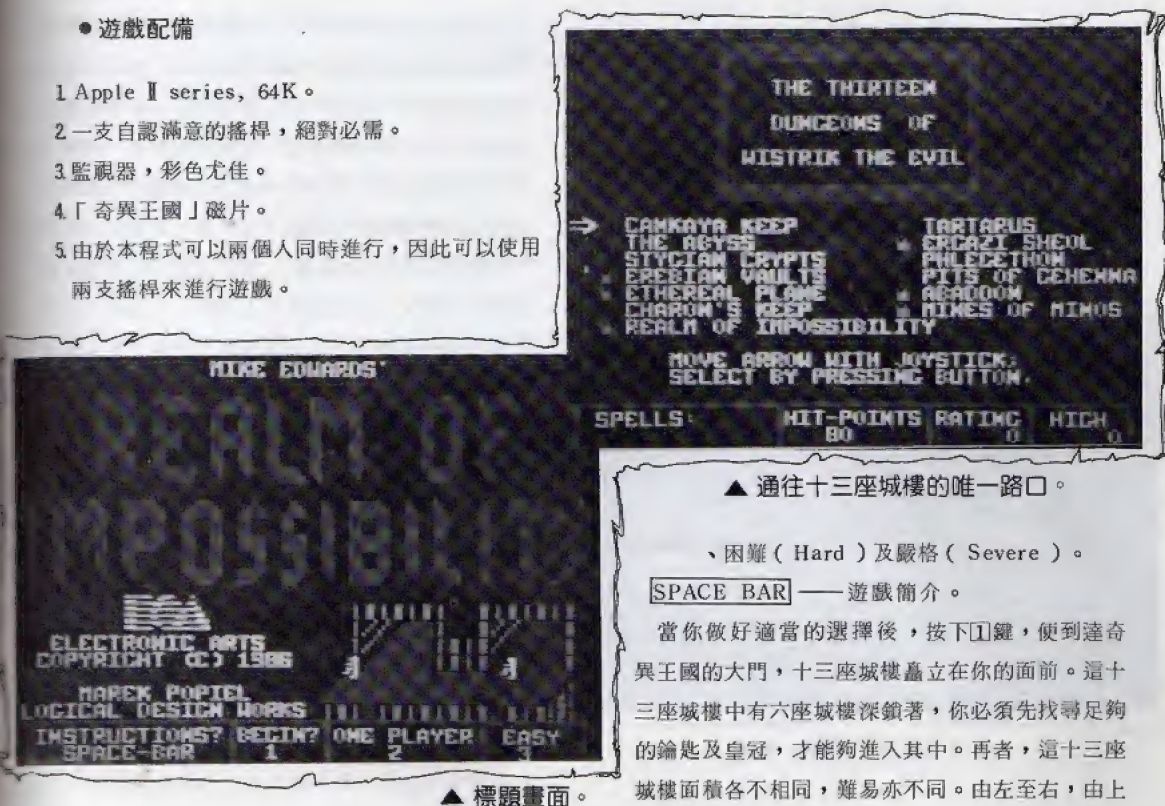 ●遊戲配備
1 Apple Ⅱ series, 64K。
2 一支自認滿意的搖桿，絕對必需。
3 監視器，彩色尤佳。
4 「奇異王國」磁片。
5 由於本程式可以兩個人同時進行，因此可以使用
兩支搖桿來進行遊戲。
THE THIRTEEN
DUNGEONS OF
WISTRIK THE EVIL
⇒ CAMKAYA KEEP TARTARUS
THE ABYSS ERCAZI SHEOL
STYGIAN CRYPTS PHLEGETHON
EREBIAN VAULTS PITS OF GEHENNA
ETHEREAL PLANE ABADDON
CHARON'S KEEP MINES OF MINOS
REALM OF IMPOSSIBILITY
MOVE ARROW WITH JOYSTICK;
SELECT BY PRESSING BUTTON.
SPELLS: HIT-POINTS RATING HIGH
80 0 0
▲ 通往十三座城樓的唯一路口。
MIKE EDWARDS'
REALM O
IMPOSSIBILIT
ELECTRONIC ARTS
COPYRIGHT (C) 1986
MAREK POPIEL
LOGICAL DESIGN WORKS
INSTRUCTIONS? BEGIN? ONE PLAYER EASY
SPACE-BAR 1 2 3
▲ 標題畫面。
、困難（Hard）及嚴格（Severe）。
SPACE BAR ——遊戲簡介。
當你做好適當的選擇後，按下1鍵，便到達奇
異王國的大門，十三座城樓矗立在你的面前。這十
三座城樓中有六座城樓深鎖著，你必須先找尋足夠
的鑰匙及皇冠，才能夠進入其中。再者，這十三座
城樓面積各不相同，難易亦不同。由左至右，由上